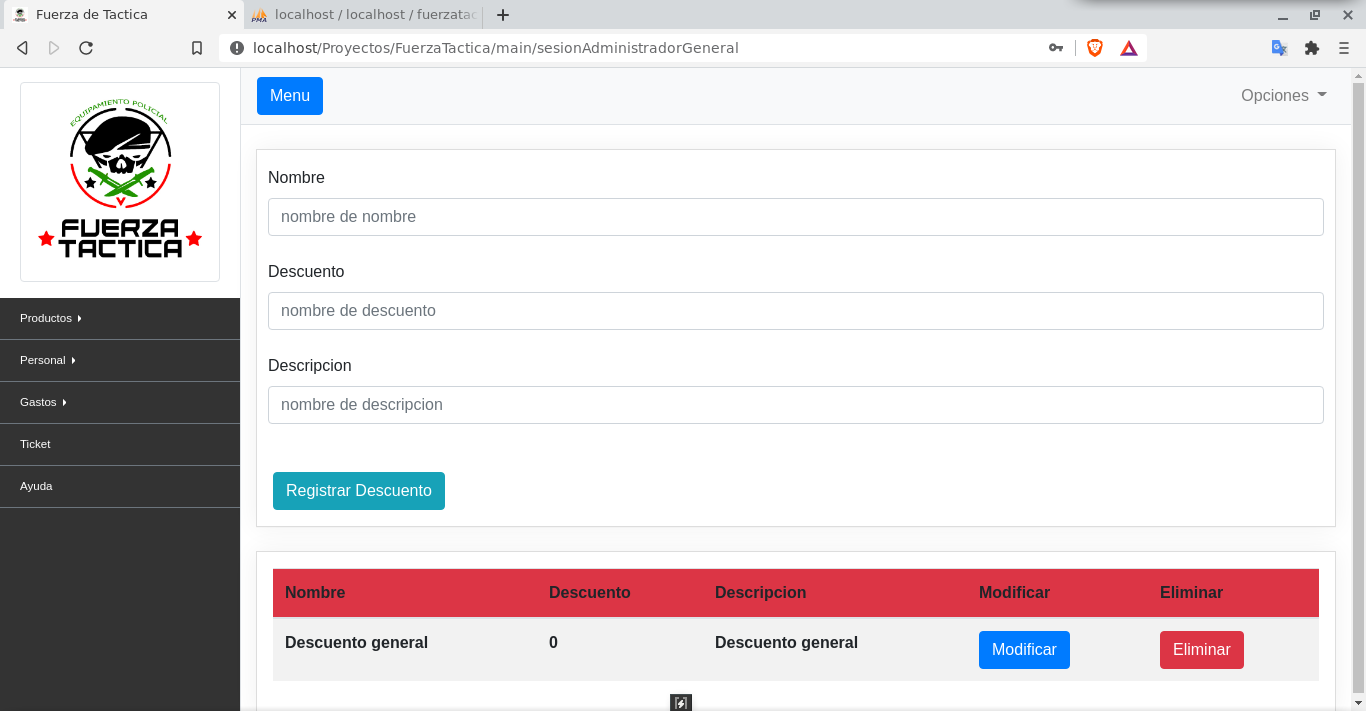 Fuerza de Tactica
localhost / localhost / fuerzatac
localhost/Proyectos/FuerzaTactica/main/sesionAdministradorGeneral
EQUIPAMIENTO POLICIAL
FUERZA
TACTICA
Menu
Opciones
Productos
Personal
Gastos
Ticket
Ayuda
Nombre
nombre de nombre
Descuento
nombre de descuento
Descripcion
nombre de descripcion
Registrar Descuento
Nombre Descuento Descripcion Modificar Eliminar
Descuento general 0 Descuento general Modificar Eliminar